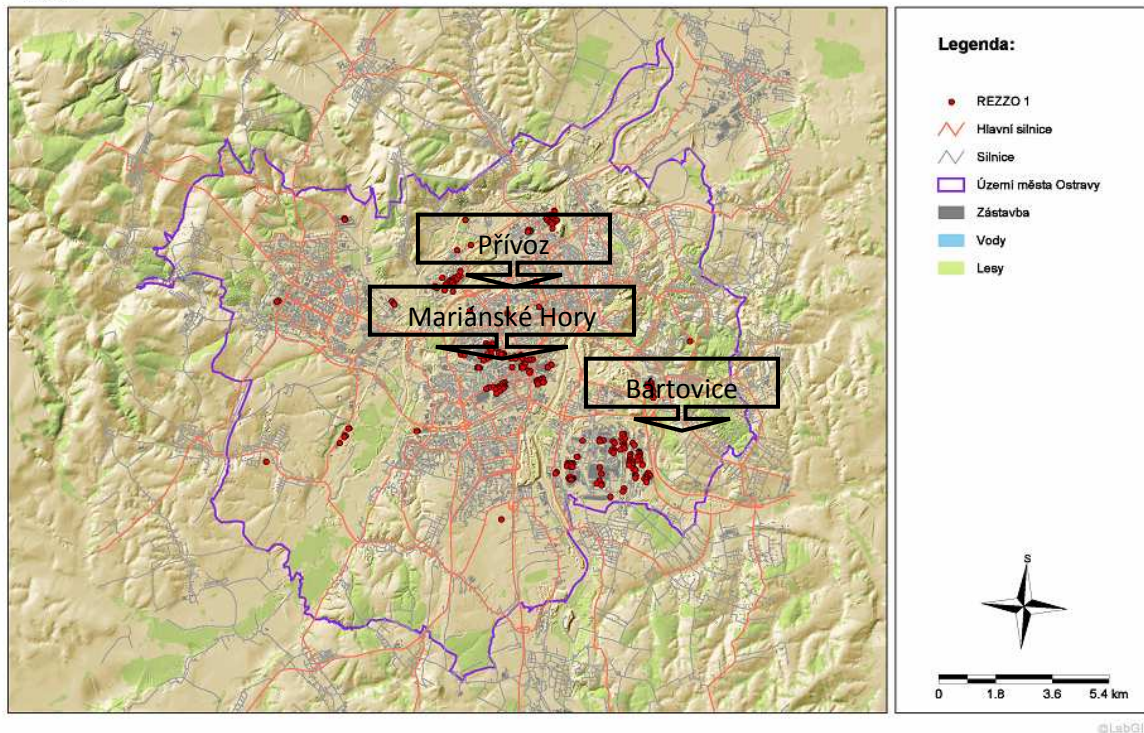 Přívoz
Mariánské Hory
Bartovice
Legenda:
REZZO 1
Hlavní silnice
Silnice
Území města Ostravy
Zástavba
Vody
Lesy
S
0 1.8 3.6 5.4 km